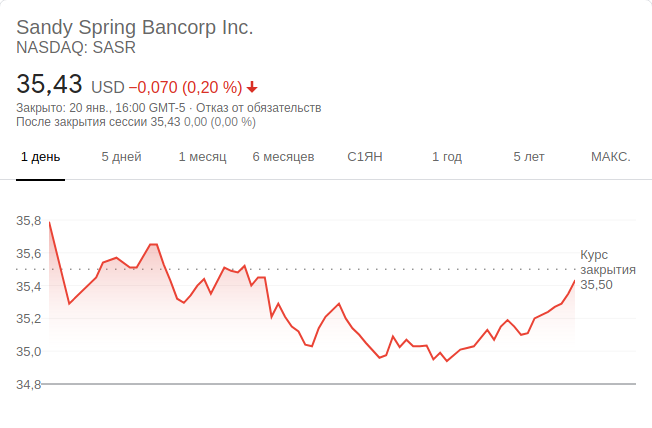 Sandy Spring Bancorp Inc.
NASDAQ: SASR
35,43 USD −0,070 (0,20 %)
Закрыто: 20 янв., 16:00 GMT-5 · Отказ от обязательств
После закрытия сессии 35,43 0,00 (0,00 %)
1 день 5 дней 1 месяц 6 месяцев С1ЯН 1 год 5 лет МАКС.
35,8
35,6
35,4
35,2
35,0
34,8
Курс
закрытия
35,50